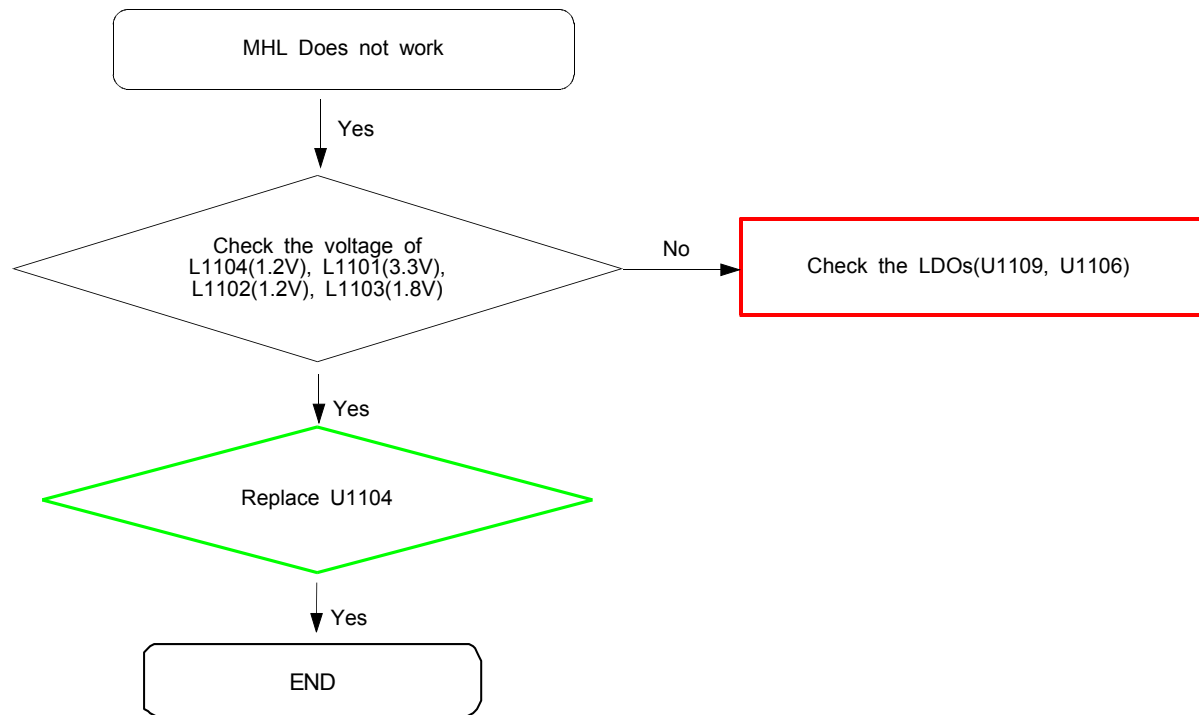 MHL Does not work
Yes
Check the voltage of
L1104(1.2V), L1101(3.3V),
L1102(1.2V), L1103(1.8V)
No
Check the LDOs(U1109, U1106)
Yes
Replace U1104
Yes
END